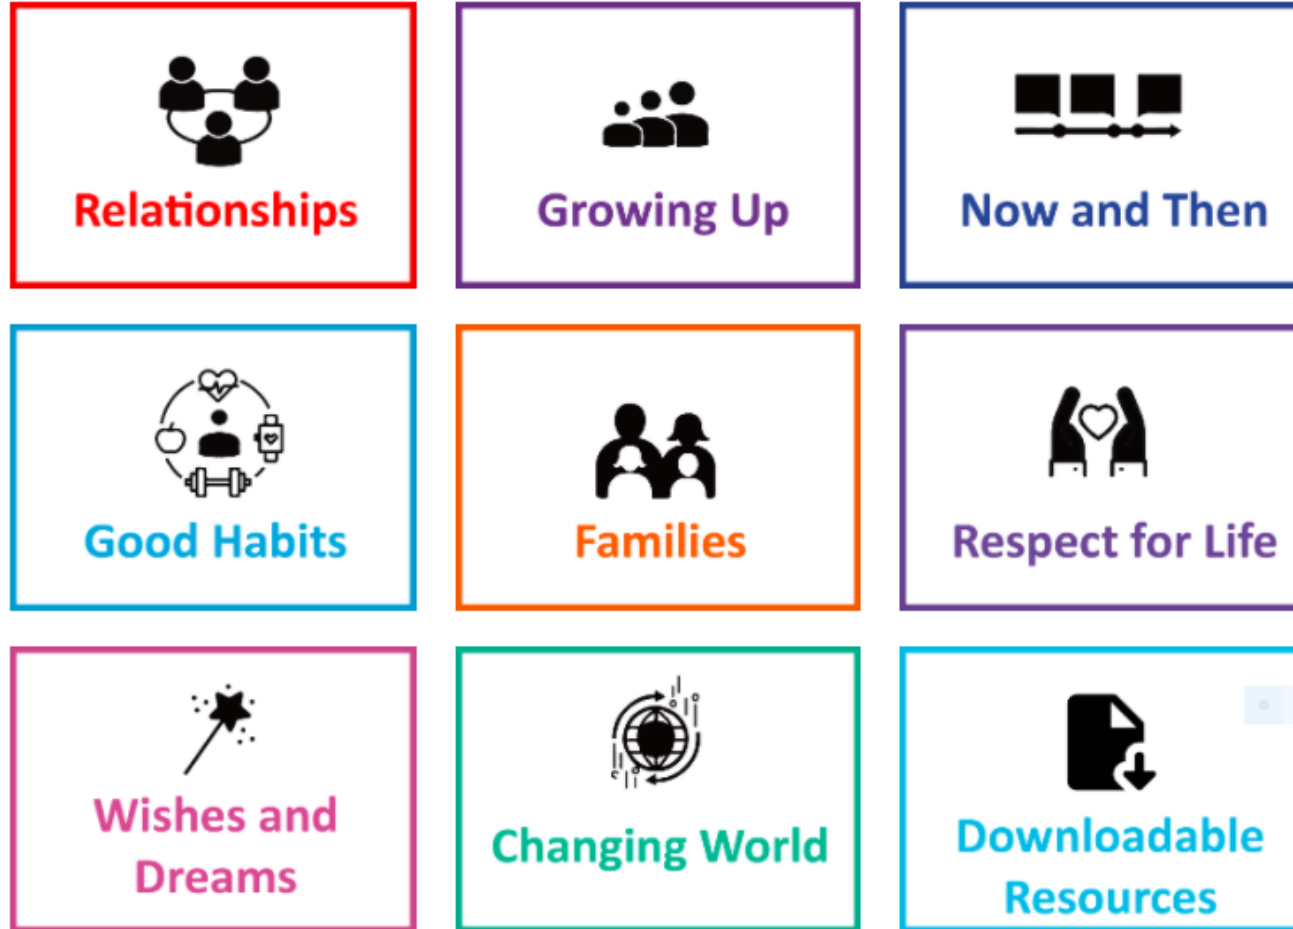 Relationships
Growing Up
Now and Then
Good Habits
Families
Respect for Life
Wishes and
Dreams
Changing World
Downloadable
Resources